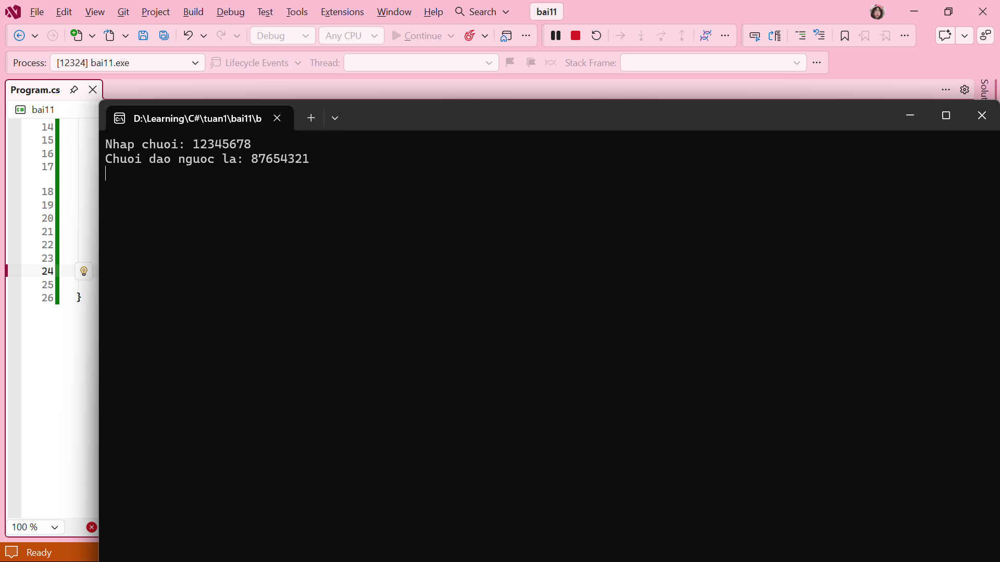 File Edit View Git Project Build Debug Test Tools Extensions Window Help Search bai11
Debug Any CPU Continue
Process: [12324] bai11.exe Lifecycle Events Thread: Stack Frame:
Program.cs
Solut
bai11
D:\Learning\C#\tuan1\bai11\b
Nhap chuoi: 12345678
Chuoi dao nguoc la: 87654321
14
15
16
17
18
19
20
21
22
23
24
25
26 }
100 %
Ready